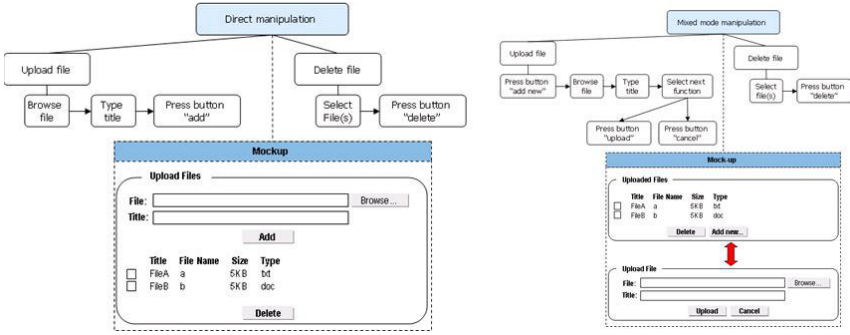 Direct manipulation
Upload file
Delete file
Browse file
Type title
Press button "add"
Select File(s)
Press button "delete"
Mockup
Upload Files
File:
Browse...
Title:
Add
Title File Name Size Type
FileA a 5KB txt
FileB b 5KB doc
Delete
Mixed mode manipulation
Upload file
Delete file
Press button "add new"
Browse file
Type title
Select next function
Select file(s)
Press button "delete"
Press button "upload"
Press button "cancel"
Mock-up
Uploaded Files
Title File Name Size Type
FileA a 5KB txt
FileB b 5KB doc
Delete Add new...
Upload File
File:
Browse...
Title:
Upload Cancel